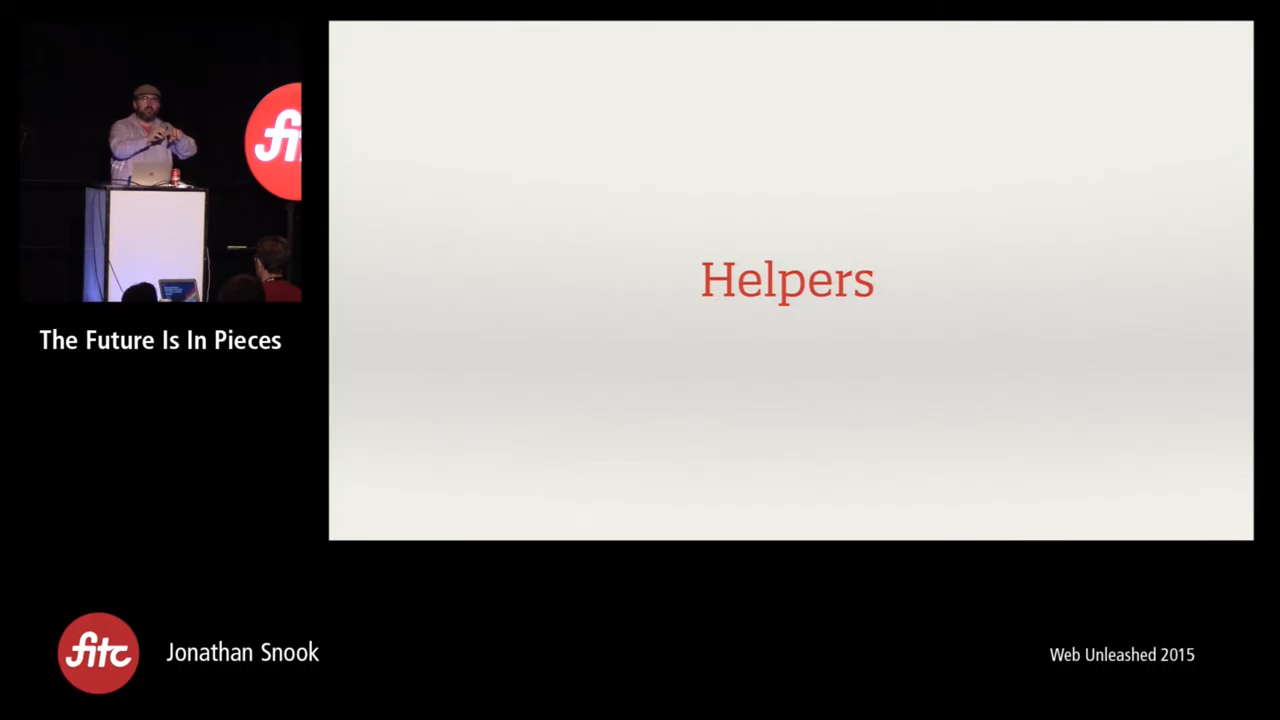 Helpers
The Future Is In Pieces
fitc
Jonathan Snook
Web Unleashed 2015